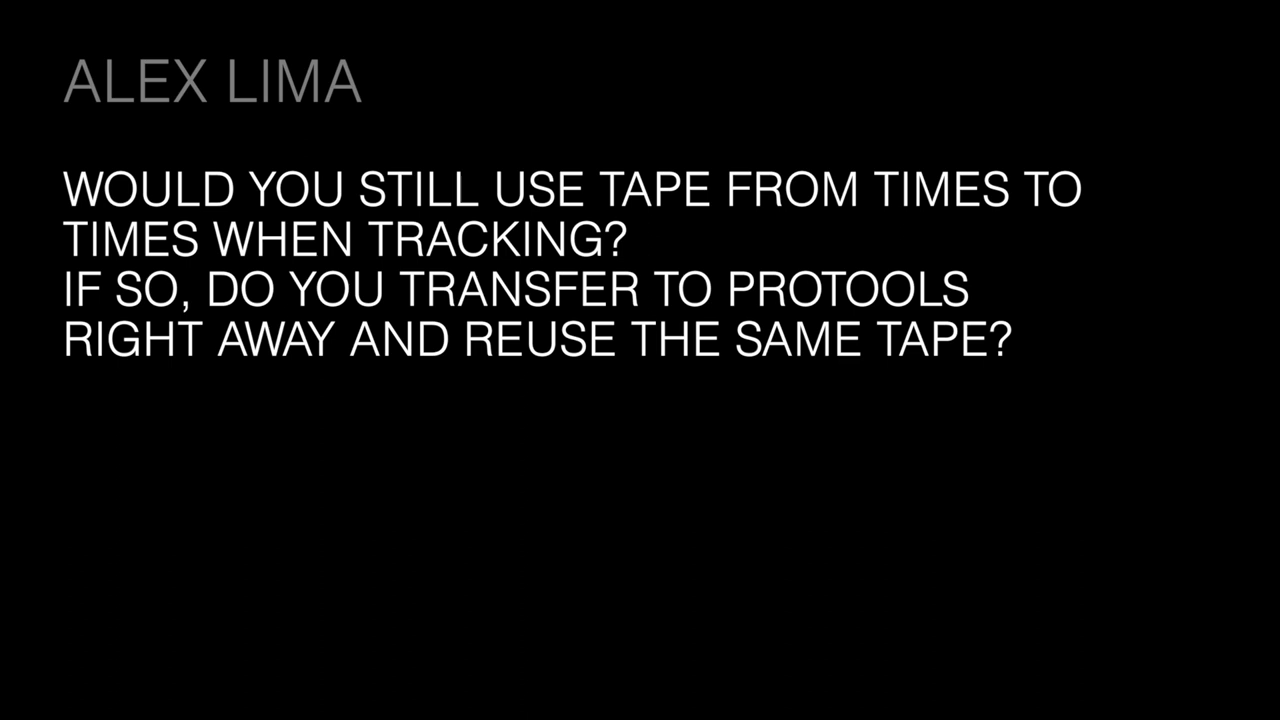 ALEX LIMA
WOULD YOU STILL USE TAPE FROM TIMES TO
TIMES WHEN TRACKING?
IF SO, DO YOU TRANSFER TO PROTOOLS
RIGHT AWAY AND REUSE THE SAME TAPE?